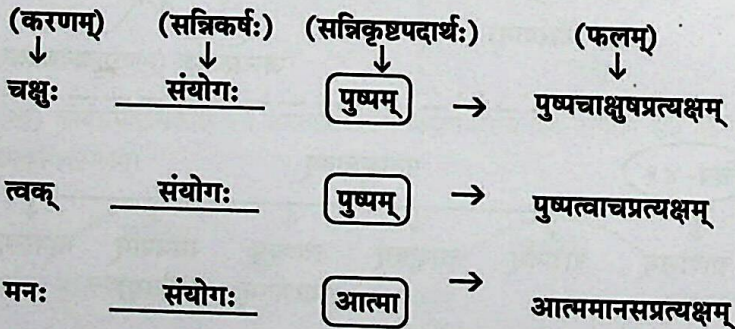 (करणम्) (सन्निकर्षः) (सन्निकृष्टपदार्थः) (फलम्)
चक्षुः संयोगः पुष्पम् → पुष्पचाक्षुषप्रत्यक्षम्
त्वक् संयोगः पुष्पम् → पुष्पत्वाचप्रत्यक्षम्
मनः संयोगः आत्मा → आत्ममानसप्रत्यक्षम्